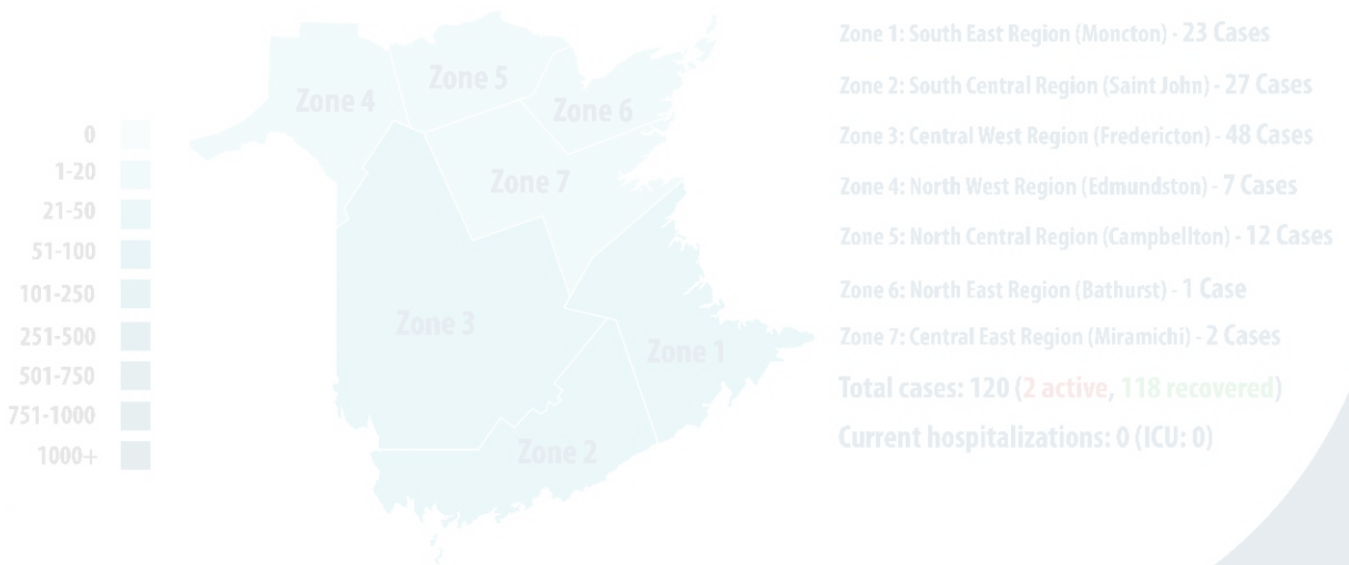 Zone 4
Zone 5
Zone 6
Zone 7
Zone 3
Zone 1
Zone 2
0
1-20
21-50
51-100
101-250
251-500
501-750
751-1000
1000+
Zone 1: South East Region (Moncton) - 23 Cases
Zone 2: South Central Region (Saint John) - 27 Cases
Zone 3: Central West Region (Fredericton) - 48 Cases
Zone 4: North West Region (Edmundston) - 7 Cases
Zone 5: North Central Region (Campbellton) - 12 Cases
Zone 6: North East Region (Bathurst) - 1 Case
Zone 7: Central East Region (Miramichi) - 2 Cases
Total cases: 120 (2 active, 118 recovered)
Current hospitalizations: 0 (ICU: 0)